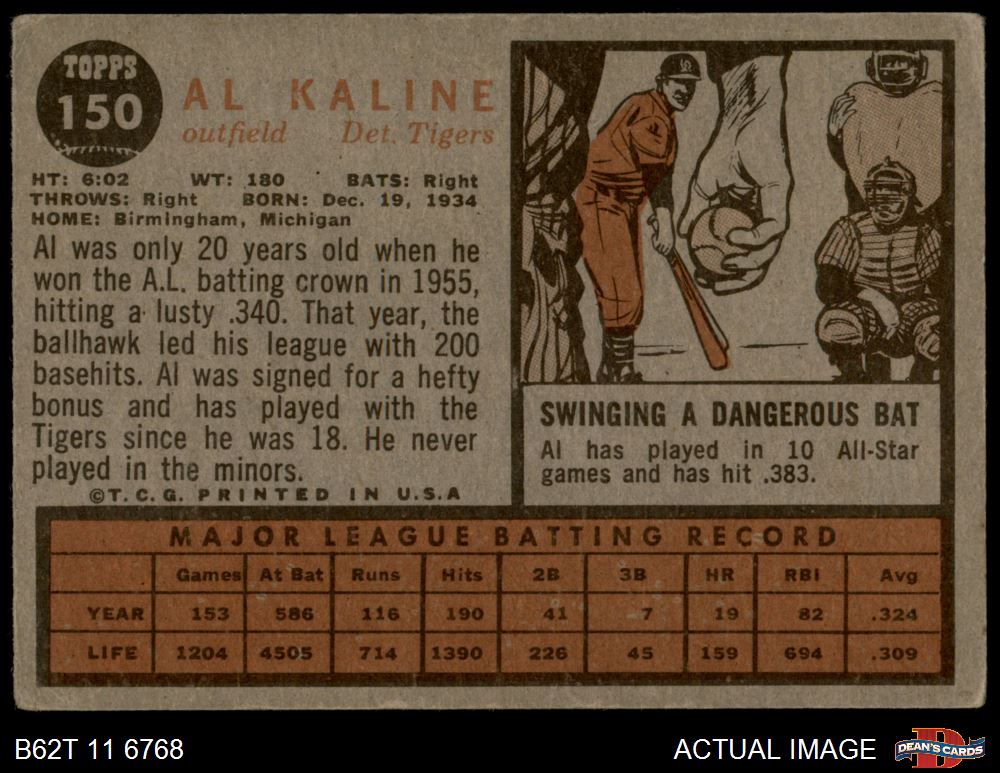 TOPPS
150
AL KALINE
outfield Det. Tigers
HT: 6:02 WT: 180 BATS: Right
THROWS: Right BORN: Dec. 19, 1934
HOME: Birmingham, Michigan
Al was only 20 years old when he
won the A.L. batting crown in 1955,
hitting a lusty .340. That year, the
ballhawk led his league with 200
basehits. Al was signed for a hefty
bonus and has played with the
Tigers since he was 18. He never
played in the minors.
©T.C.G. PRINTED IN U.S.A
SWINGING A DANGEROUS BAT
Al has played in 10 All-Star
games and has hit .383.
MAJOR LEAGUE BATTING RECORD
Games At Bat Runs Hits 2B 3B HR RBI Avg
YEAR 153 586 116 190 41 7 19 82 .324
LIFE 1204 4505 714 1390 226 45 159 694 .309
B62T 11 6768 ACTUAL IMAGE DEAN'S CARDS